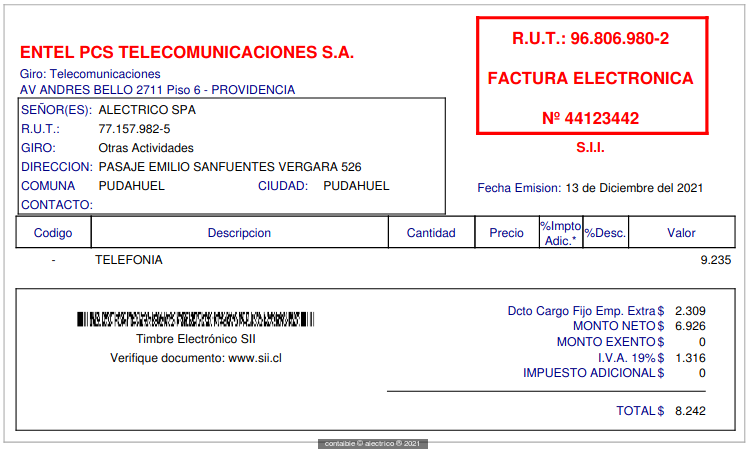 ENTEL PCS TELECOMUNICACIONES S.A.
Giro: Telecomunicaciones
AV ANDRES BELLO 2711 Piso 6 - PROVIDENCIA
R.U.T.: 96.806.980-2
FACTURA ELECTRONICA
Nº 44123442
S.I.I.
SEÑOR(ES): ALECTRICO SPA
R.U.T.: 77.157.982-5
GIRO: Otras Actividades
DIRECCION: PASAJE EMILIO SANFUENTES VERGARA 526
COMUNA PUDAHUEL CIUDAD: PUDAHUEL
CONTACTO:
Fecha Emision: 13 de Diciembre del 2021
Codigo Descripcion Cantidad Precio %Impto Adic.* %Desc. Valor
- TELEFONIA 9.235
Timbre Electrónico SII
Verifique documento: www.sii.cl
Dcto Cargo Fijo Emp. Extra $ 2.309
MONTO NETO $ 6.926
MONTO EXENTO $ 0
I.V.A. 19% $ 1.316
IMPUESTO ADICIONAL $ 0
TOTAL $ 8.242
contaible © alectrico ® 2021